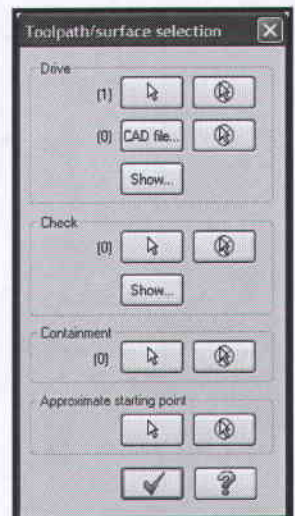 Toolpath/surface selection
Drive
(1)
(0) CAD file...
Show...
Check
(0)
Show...
Containment
(0)
Approximate starting point